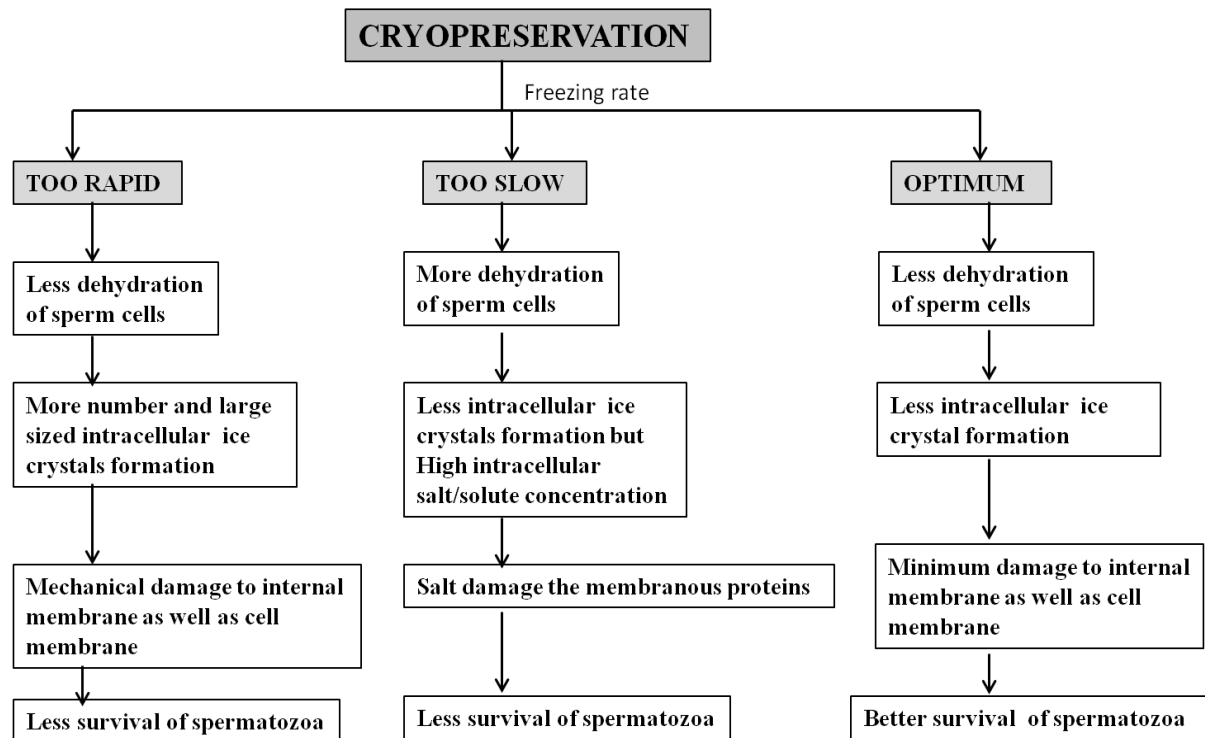 CRYOPRESERVATION
Freezing rate
TOO RAPID
Less dehydration
of sperm cells
More number and large
sized intracellular ice
crystals formation
Mechanical damage to internal
membrane as well as cell
membrane
Less survival of spermatozoa
TOO SLOW
More dehydration
of sperm cells
Less intracellular ice
crystals formation but
High intracellular
salt/solute concentration
Salt damage the membranous proteins
Less survival of spermatozoa
OPTIMUM
Less dehydration
of sperm cells
Less intracellular ice
crystal formation
Minimum damage to internal
membrane as well as cell
membrane
Better survival of spermatozoa